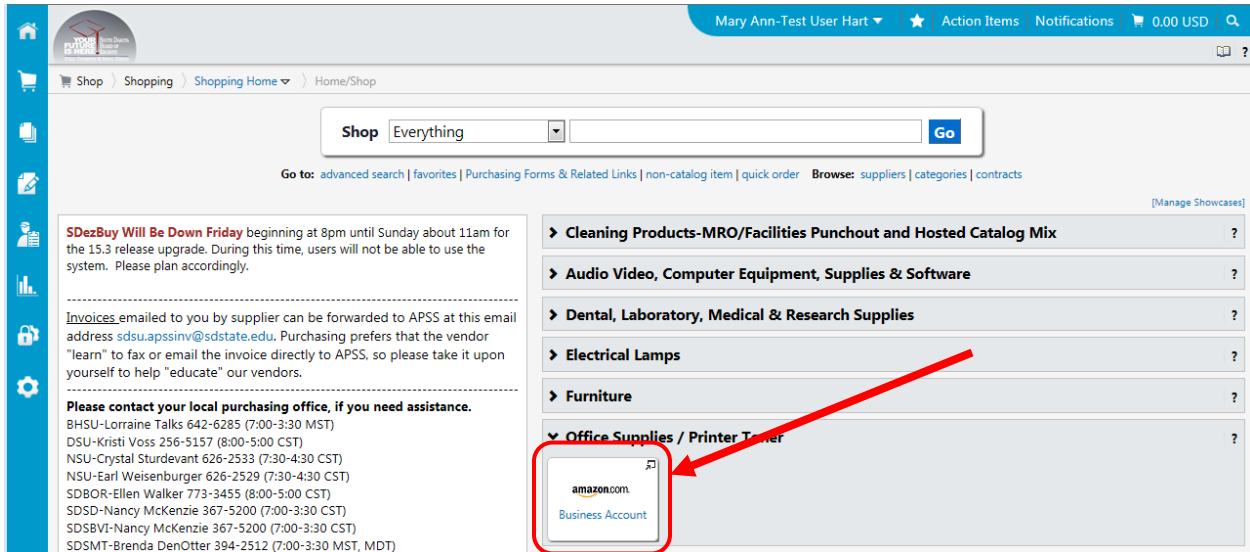 Mary Ann-Test User Hart Action Items Notifications 0.00 USD
YOUR South Dakota
FUTURE Board of
IS HERE. Regents
?
Shop Shopping Shopping Home Home/Shop
Shop Everything Go
Go to: advanced search | favorites | Purchasing Forms & Related Links | non-catalog item | quick order Browse: suppliers | categories | contracts
[Manage Showcases]
SDezBuy Will Be Down Friday beginning at 8pm until Sunday about 11am for
the 15.3 release upgrade. During this time, users will not be able to use the
system. Please plan accordingly.
Invoices emailed to you by supplier can be forwarded to APSS at this email
address sdsu.apssinv@sdstate.edu. Purchasing prefers that the vendor
"learn" to fax or email the invoice directly to APSS, so please take it upon
yourself to help "educate" our vendors.
Please contact your local purchasing office, if you need assistance.
BHSU-Lorraine Talks 642-6285 (7:00-3:30 MST)
DSU-Kristi Voss 256-5157 (8:00-5:00 CST)
NSU-Crystal Sturdevant 626-2533 (7:30-4:30 CST)
NSU-Earl Weisenburger 626-2529 (7:30-4:30 CST)
SDBOR-Ellen Walker 773-3455 (8:00-5:00 CST)
SDSD-Nancy McKenzie 367-5200 (7:00-3:30 CST)
SDSBVI-Nancy McKenzie 367-5200 (7:00-3:30 CST)
SDSMT-Brenda DenOtter 394-2512 (7:00-3:30 MST, MDT)
Cleaning Products-MRO/Facilities Punchout and Hosted Catalog Mix ?
Audio Video, Computer Equipment, Supplies & Software ?
Dental, Laboratory, Medical & Research Supplies ?
Electrical Lamps ?
Furniture ?
Office Supplies / Printer Toner ?
amazon.com
Business Account